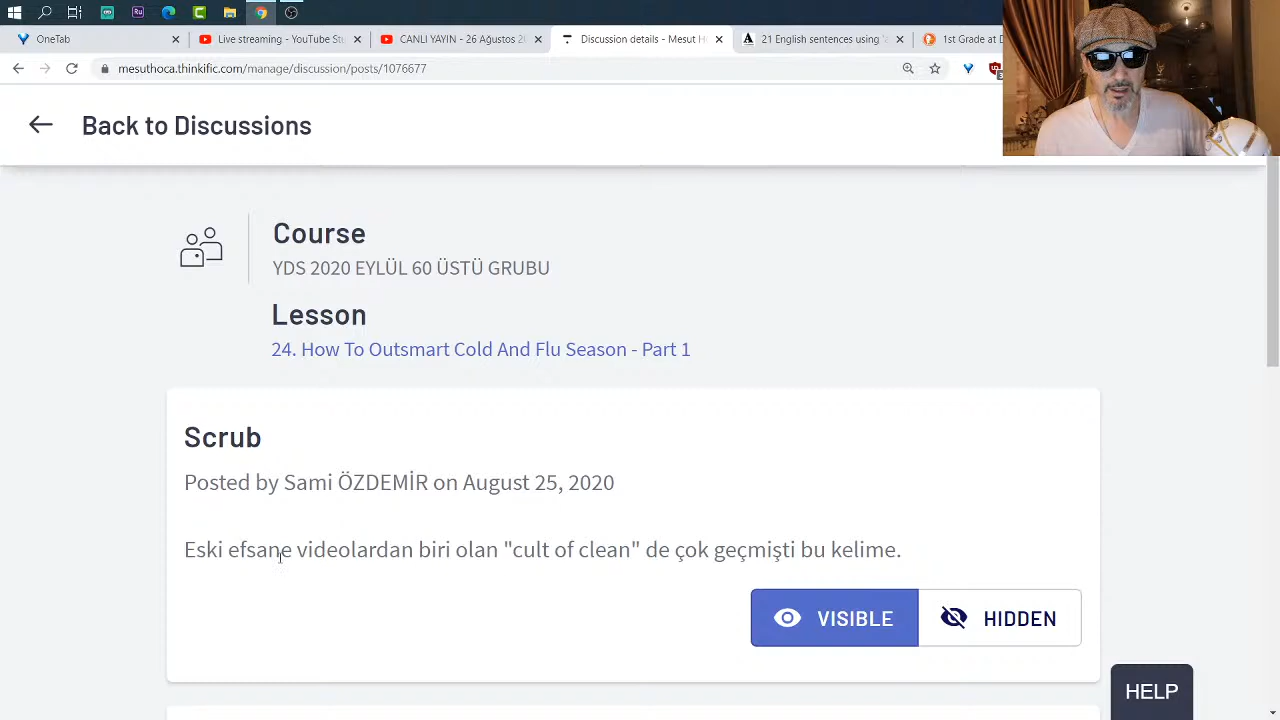 OneTab
Live streaming - YouTube Stu
CANLI YAYIN - 26 Ağustos 20
Discussion details - Mesut Ho
21 English sentences using "s
1st Grade at D
mesuthoca.thinkific.com/manage/discussion/posts/1076677
Back to Discussions
Course
YDS 2020 EYLÜL 60 ÜSTÜ GRUBU
Lesson
24. How To Outsmart Cold And Flu Season - Part 1
Scrub
Posted by Sami ÖZDEMİR on August 25, 2020
Eski efsane videolardan biri olan "cult of clean" de çok geçmişti bu kelime.
VISIBLE
HIDDEN
HELP